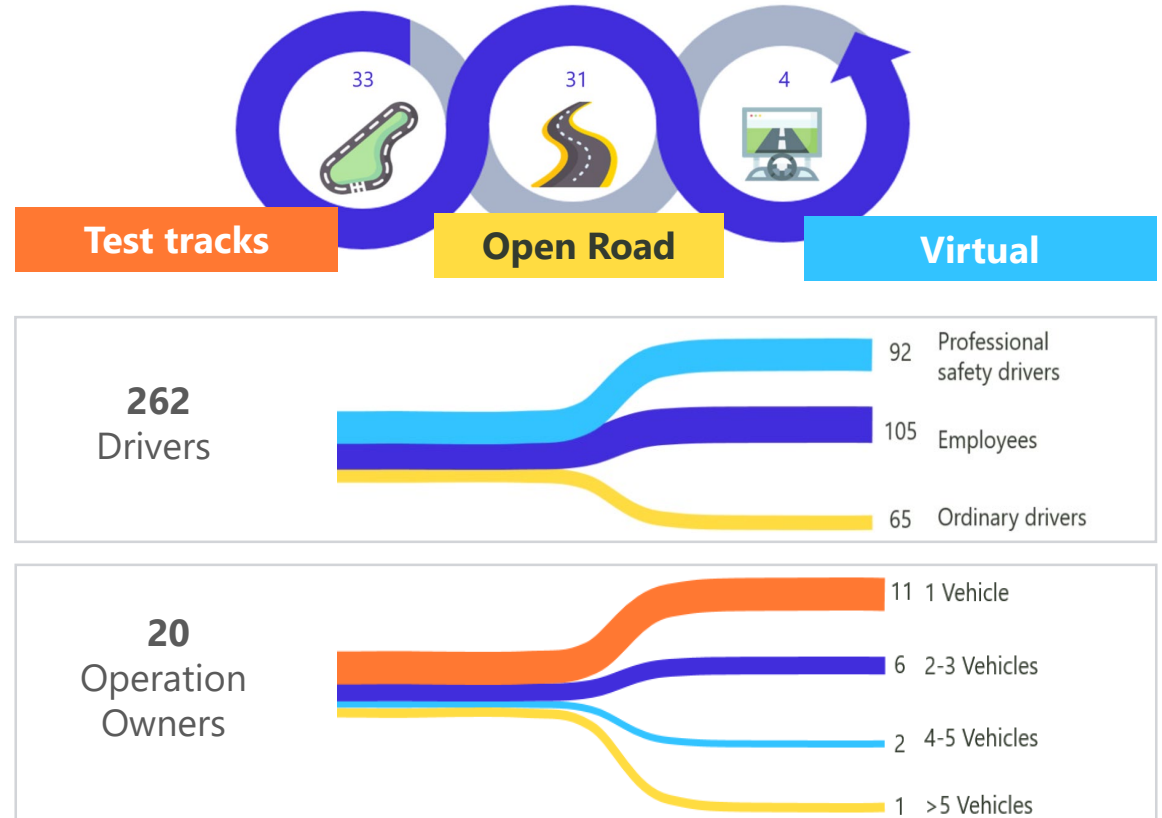 33
31
4
Test tracks
Open Road
Virtual
262
Drivers
92
Professional
safety drivers
105
Employees
65
Ordinary drivers
20
Operation
Owners
11
1 Vehicle
6
2-3 Vehicles
2
4-5 Vehicles
1
>5 Vehicles